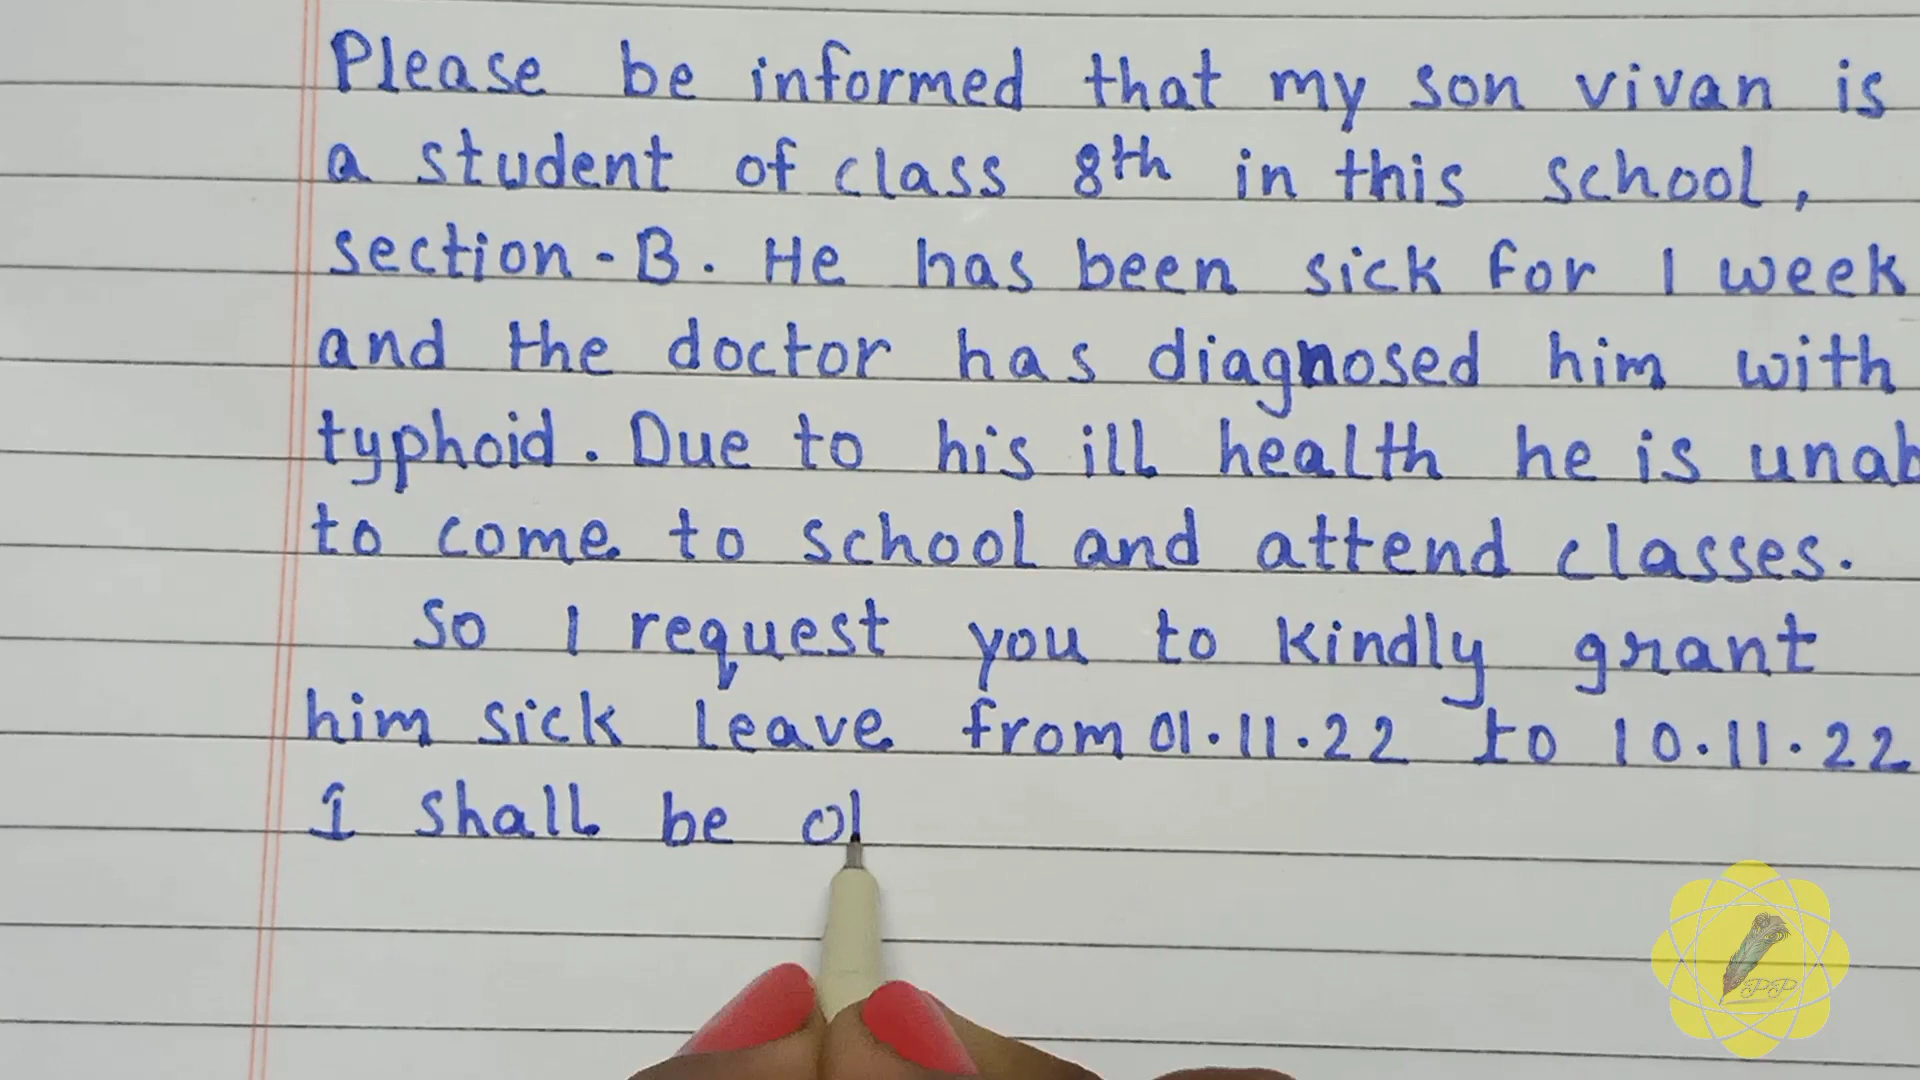 Please be informed that my son vivan is
a student of class 8th in this school,
section-B. He has been sick for 1 week
and the doctor has diagnosed him with
typhoid. Due to his ill health he is unab
to come to school and attend classes.
So I request you to kindly grant
him sick leave from 01.11.22 to 10.11.22
I shall be ol
PP